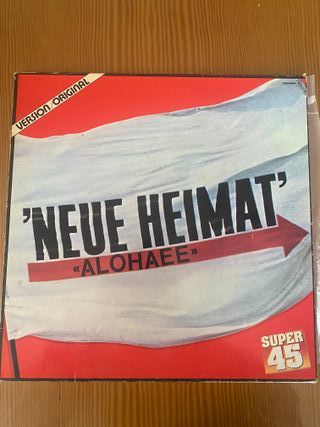 VERSION ORIGINAL
'NEUE HEIMAT'
«ALOHAEE»
SUPER
45